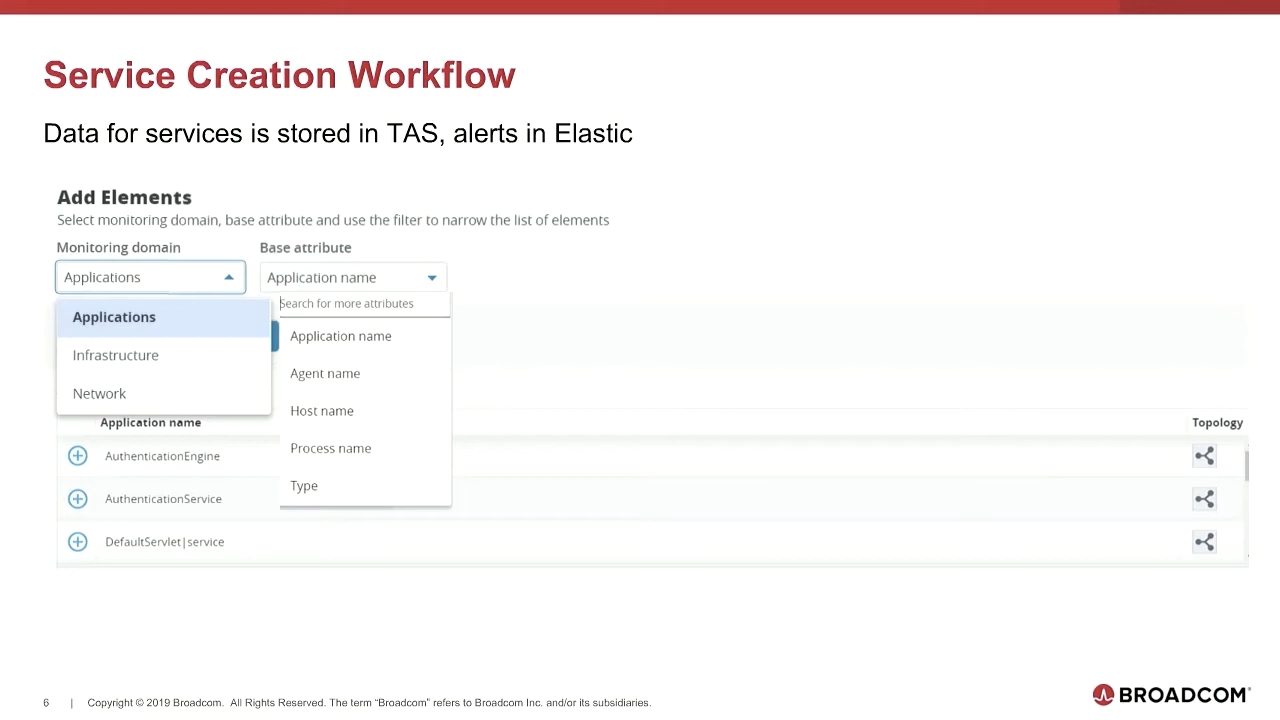 Service Creation Workflow
Data for services is stored in TAS, alerts in Elastic
Add Elements
Select monitoring domain, base attribute and use the filter to narrow the list of elements
Monitoring domain
Base attribute
Applications
Application name
Applications
Infrastructure
Network
Search for more attributes
Application name
Agent name
Host name
Process name
Type
Application name
Topology
AuthenticationEngine
AuthenticationService
DefaultServlet|service
6 | Copyright © 2019 Broadcom. All Rights Reserved. The term “Broadcom” refers to Broadcom Inc. and/or its subsidiaries.
BROADCOM®